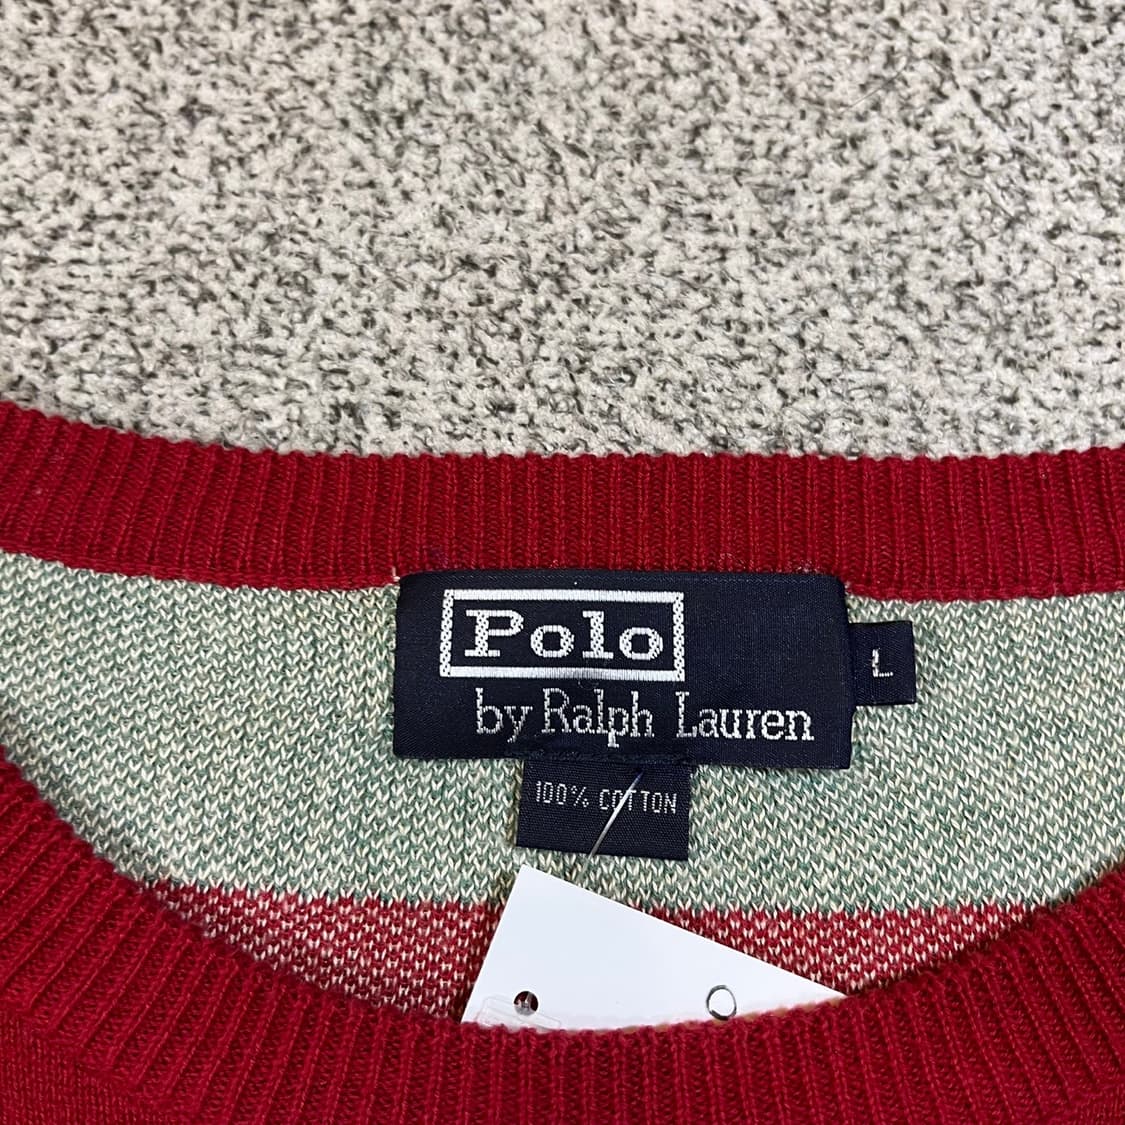 Polo
by Ralph Lauren
L
100% COTTON